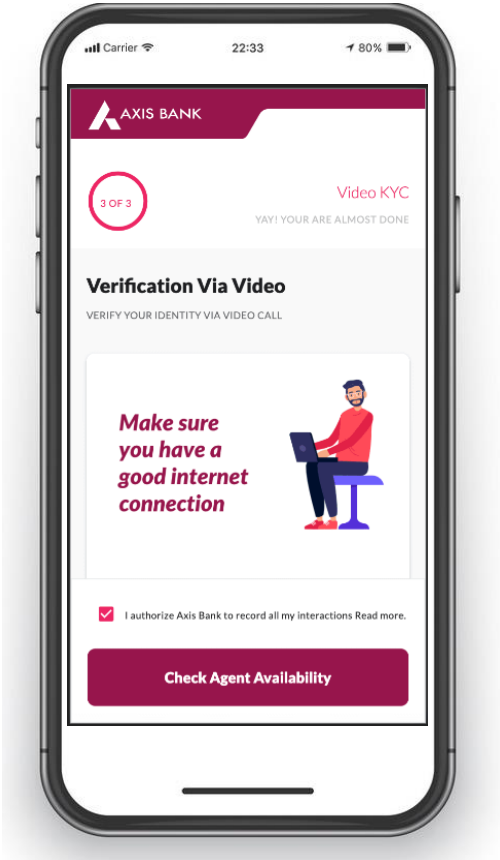 Carrier 22:33 80%
AXIS BANK
3 OF 3
Video KYC
YAY! YOUR ARE ALMOST DONE
Verification Via Video
VERIFY YOUR IDENTITY VIA VIDEO CALL
Make sure
you have a
good internet
connection
I authorize Axis Bank to record all my interactions Read more.
Check Agent Availability